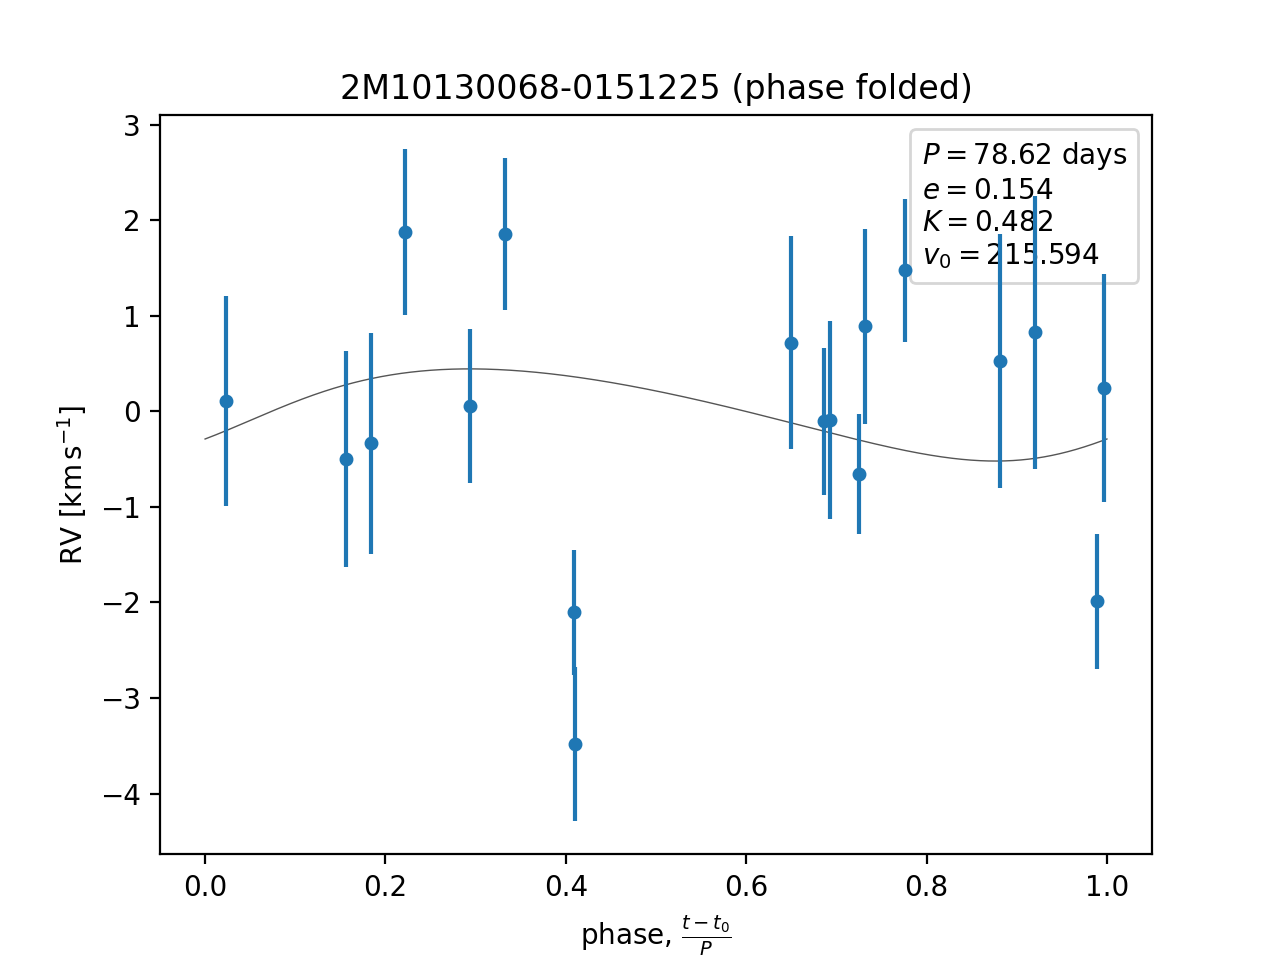 2M10130068-0151225 (phase folded)
P = 78.62 days
e = 0.154
K = 0.482
v₀ = 215.594
3
2
1
0
−1
−2
−3
−4
RV [km s⁻¹]
0.0 0.2 0.4 0.6 0.8 1.0
phase, (t − t₀)/P